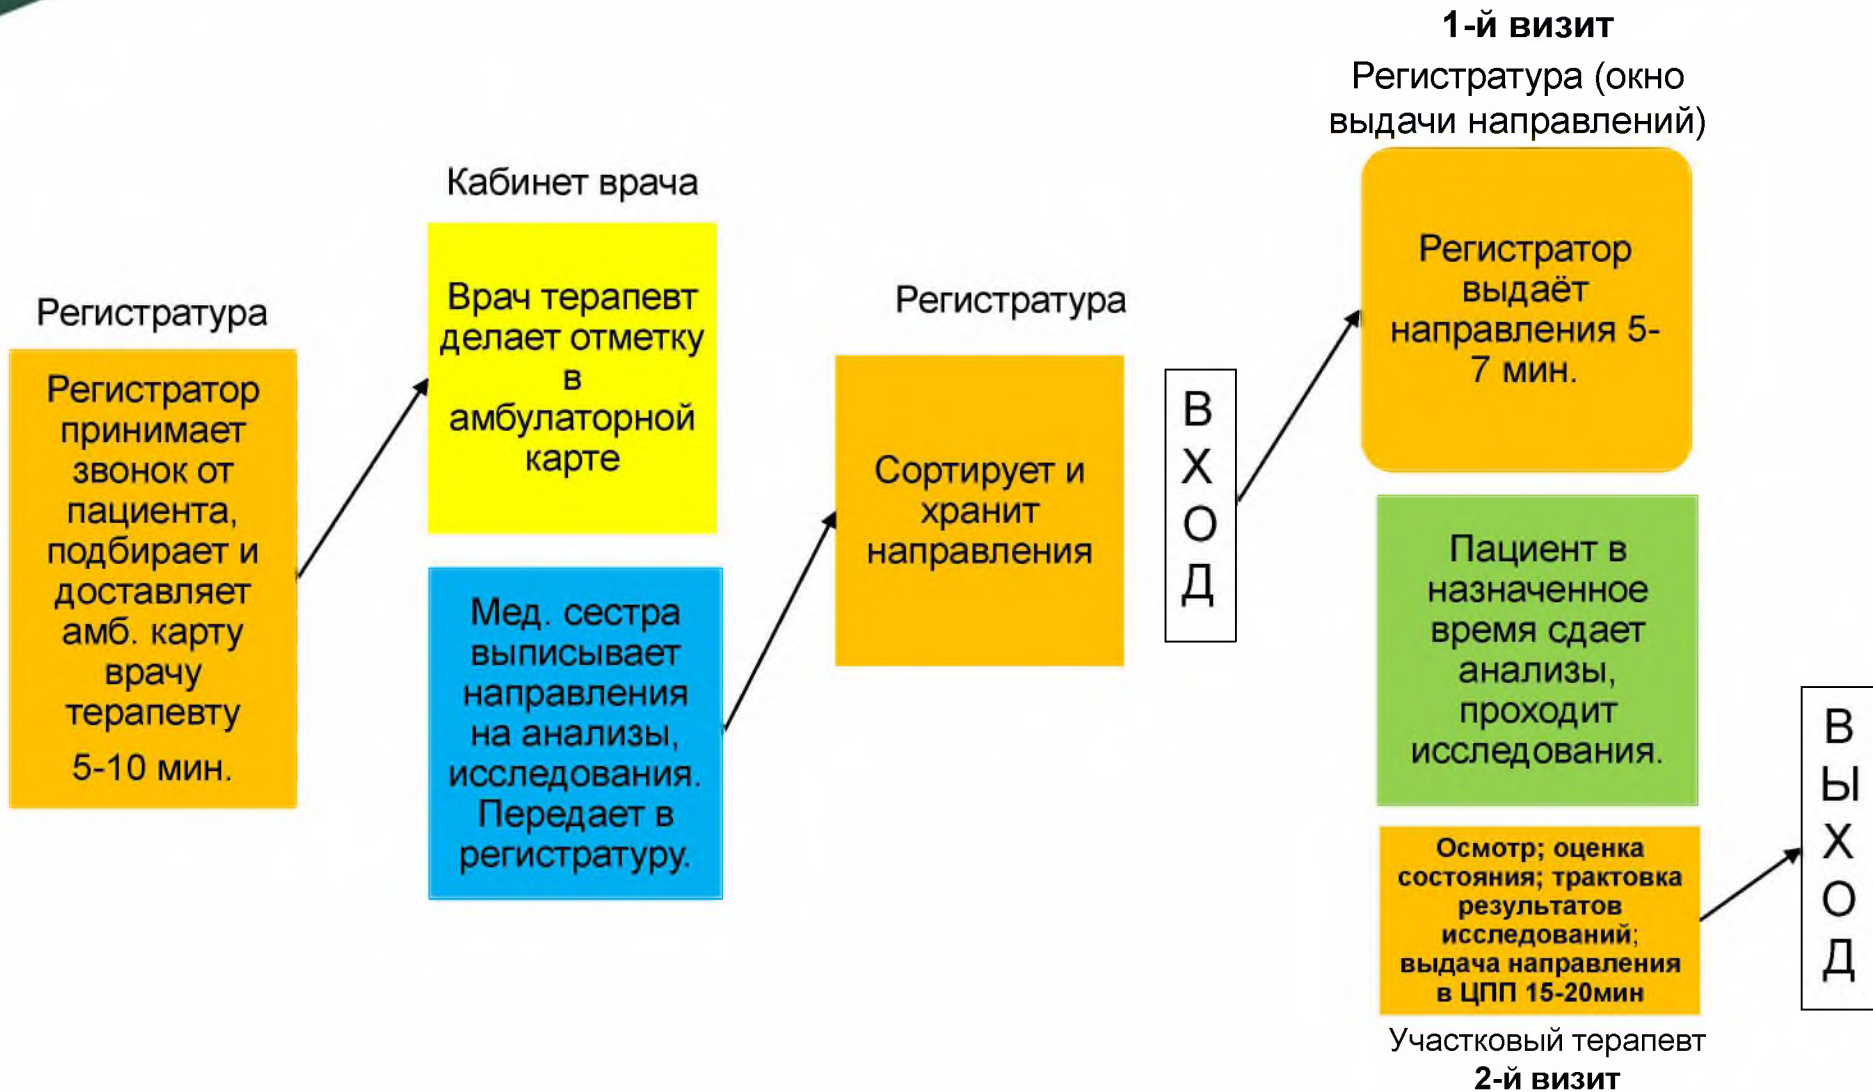 Регистратура
Регистратор
принимает
звонок от
пациента,
подбирает и
доставляет
амб. карту
врачу
терапевту
5-10 мин.
Кабинет врача
Врач терапевт
делает отметку
в
амбулаторной
карте
Мед. сестра
выписывает
направления
на анализы,
исследования.
Передает в
регистратуру.
Регистратура
Сортирует и
хранит
направления
В
Х
О
Д
1-й визит
Регистратура (окно
выдачи направлений)
Регистратор
выдаёт
направления 5-
7 мин.
Пациент в
назначенное
время сдает
анализы,
проходит
исследования.
Осмотр; оценка
состояния; трактовка
результатов
исследований;
выдача направления
в ЦПП 15-20мин
Участковый терапевт
2-й визит
В
Ы
Х
О
Д